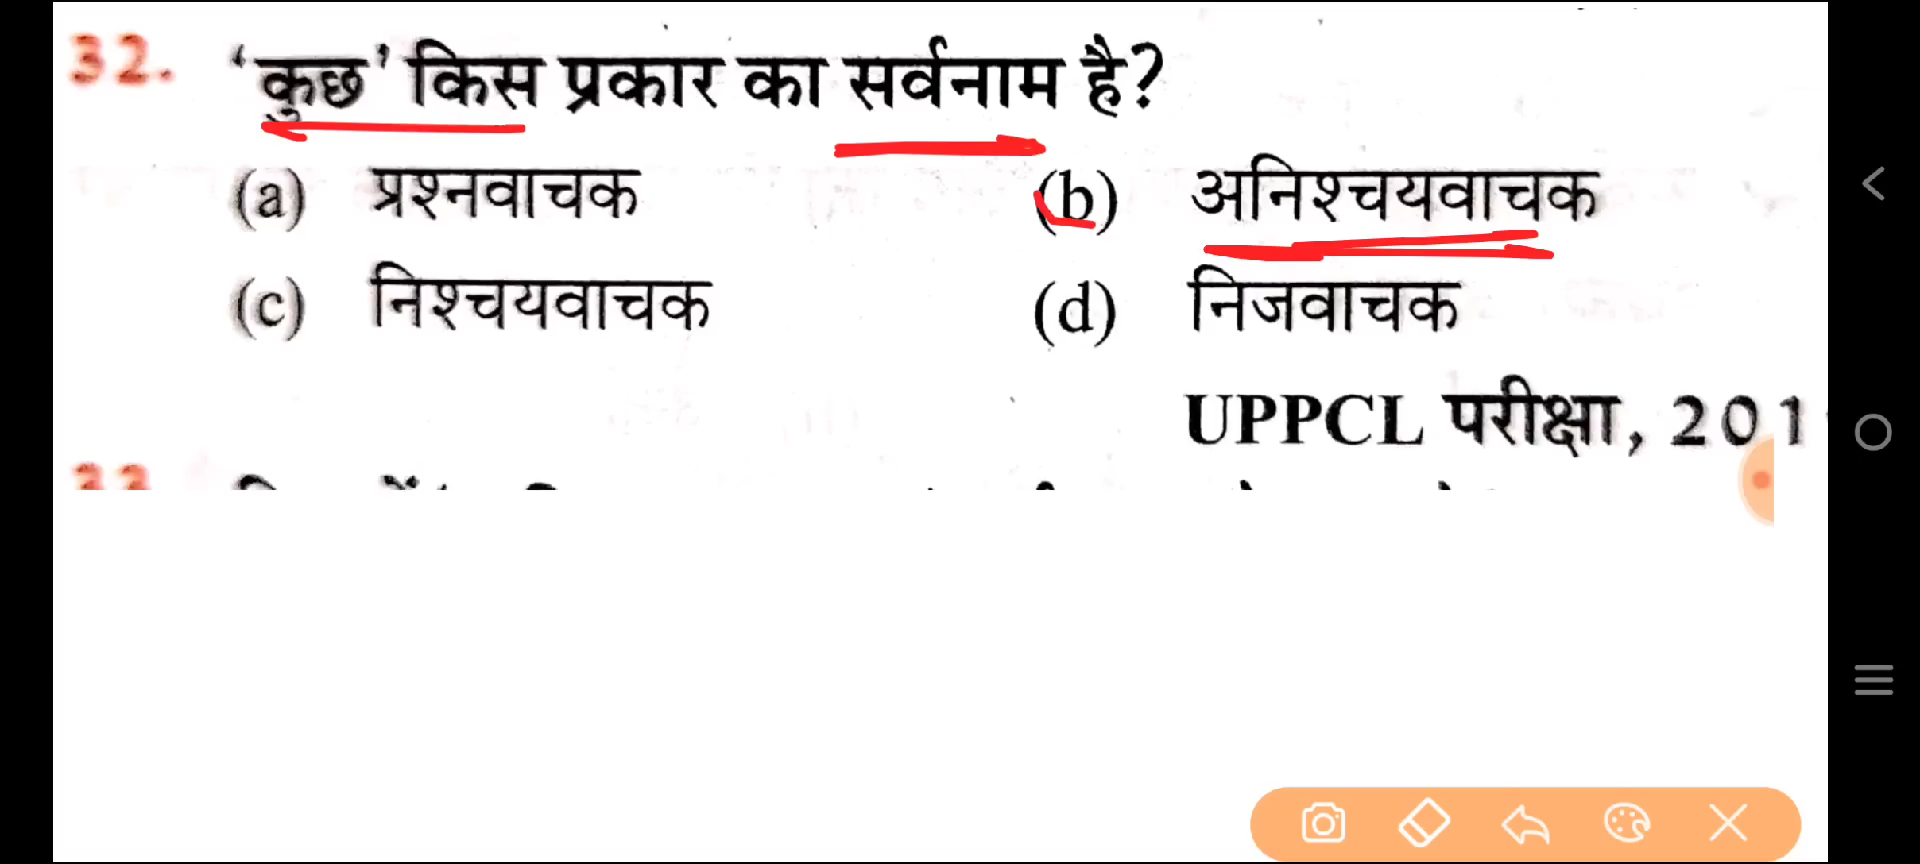 32. 'कुछ' किस प्रकार का सर्वनाम है?
(a) प्रश्नवाचक (b) अनिश्चयवाचक
(c) निश्चयवाचक (d) निजवाचक
UPPCL परीक्षा, 201